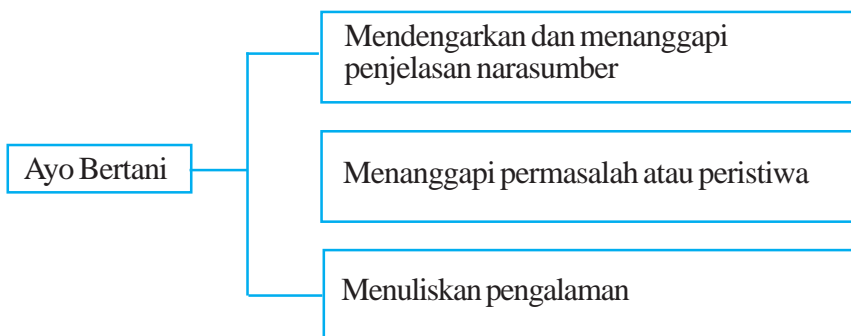 Mendengarkan dan menanggapi
penjelasan narasumber
Ayo Bertani
Menanggapi permasalah atau peristiwa
Menuliskan pengalaman